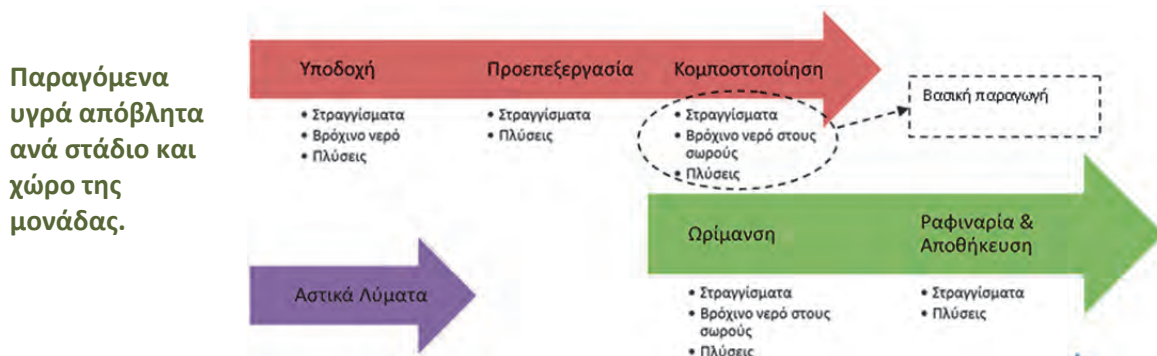 Παραγόμενα
υγρά απόβλητα
ανά στάδιο και
χώρο της
μονάδας.
Υποδοχή
• Στραγγίσματα
• Βρόχινο νερό
• Πλύσεις
Προεπεξεργασία
• Στραγγίσματα
• Πλύσεις
Κομποστοποίηση
• Στραγγίσματα
• Βρόχινο νερό στους
σωρούς
• Πλύσεις
Βασική παραγωγή
Ωρίμανση
• Στραγγίσματα
• Βρόχινο νερό στους
σωρούς
• Πλύσεις
Ραφιναρία &
Αποθήκευση
• Στραγγίσματα
• Πλύσεις
Αστικά Λύματα